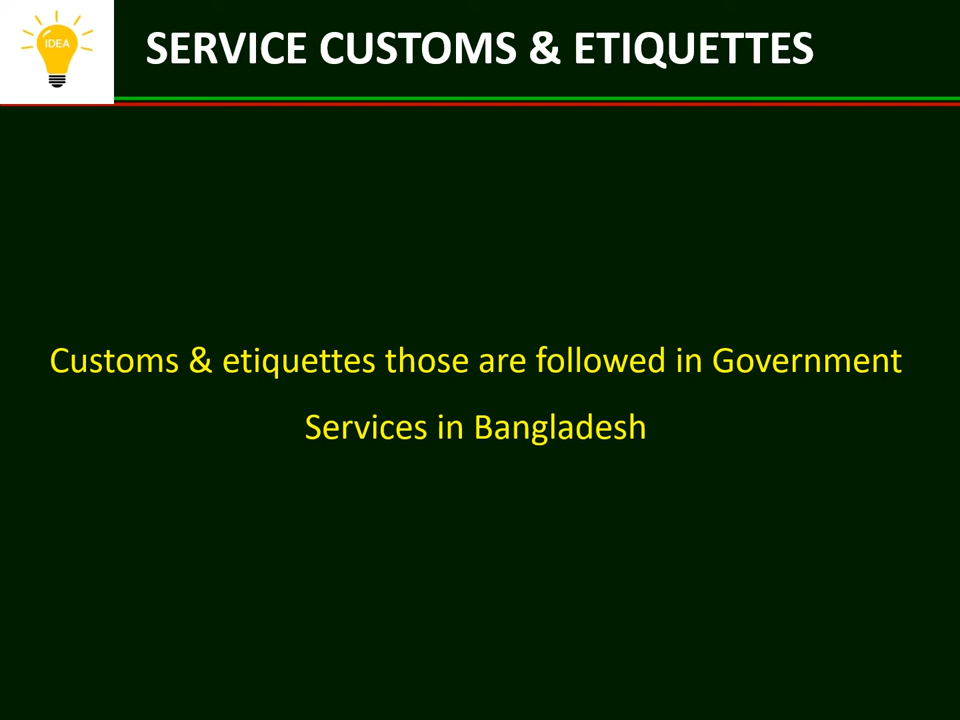 IDEA
SERVICE CUSTOMS & ETIQUETTES
Customs & etiquettes those are followed in Government
Services in Bangladesh